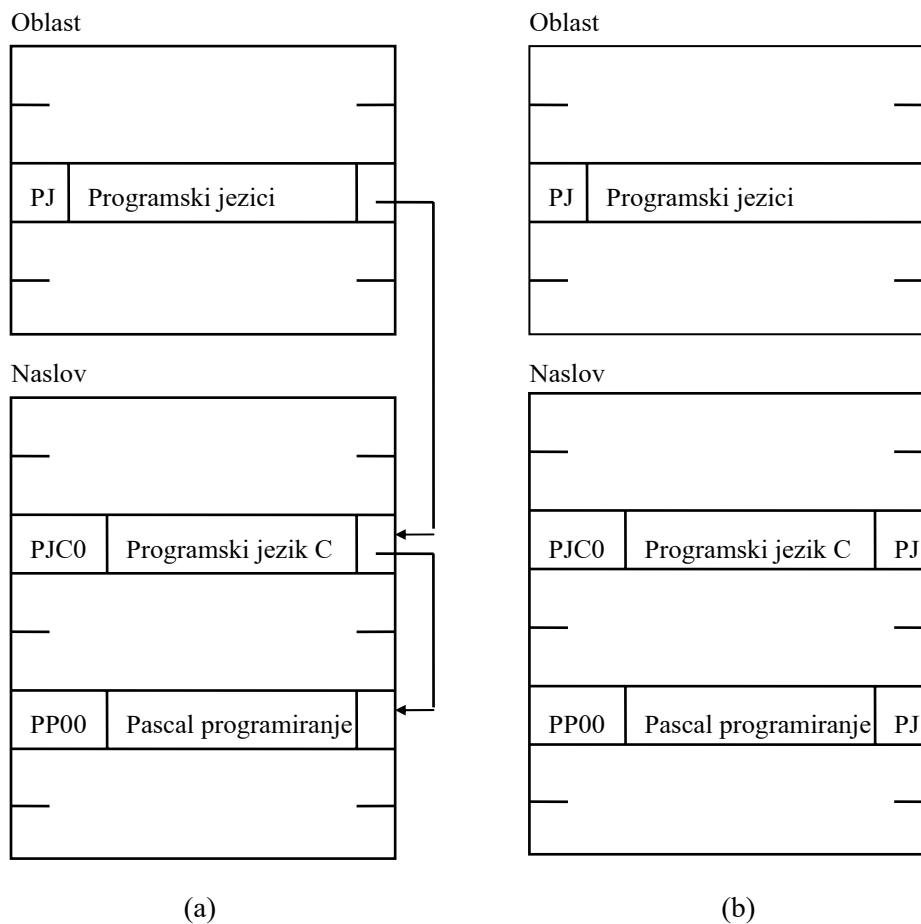 Oblast
PJ Programski jezici
Naslov
PJC0 Programski jezik C
PP00 Pascal programiranje
(a)
Oblast
PJ Programski jezici
Naslov
PJC0 Programski jezik C PJ
PP00 Pascal programiranje PJ
(b)